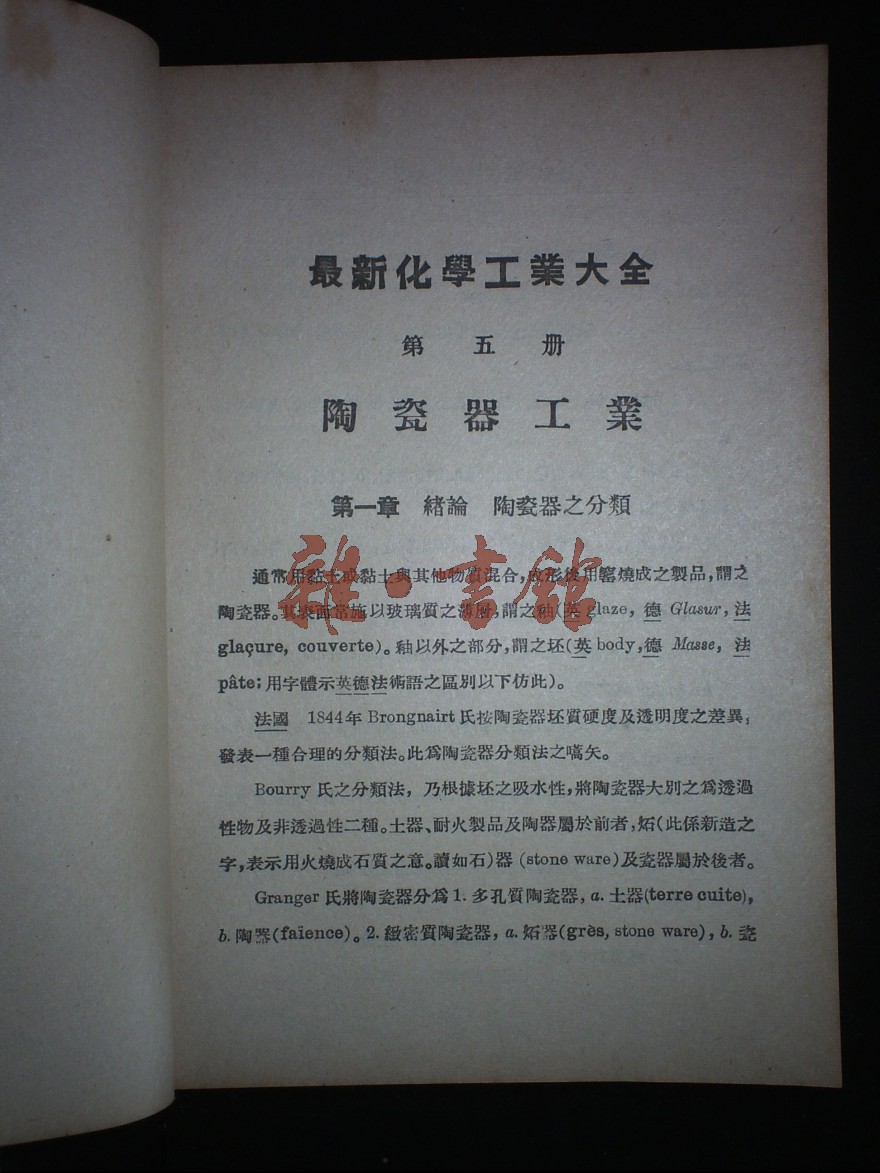 最新化學工業大全
第五册
陶瓷器工業
第一章 緒論 陶瓷器之分類
通常用黏土或黏土與其他物質混合,成形後用窰燒成之製品,謂之
陶瓷器。其表面常施以玻璃質之薄層,謂之釉(英 glaze, 德 Glasur, 法
glaçure, couverte)。釉以外之部分,謂之坯(英 body,德 Masse, 法
pâte; 用字體示英德法術語之區別以下仿此)。
法國 1844年 Brongnairt 氏按陶瓷器坯質硬度及透明度之差異,
發表一種合理的分類法。此爲陶瓷器分類法之嚆矢。
Bourry 氏之分類法, 乃根據坯之吸水性,將陶瓷器大別之爲透過
性物及非透過性二種。土器、耐火製品及陶器屬於前者,炻(此係新造之
字,表示用火燒成石質之意。讀如石)器 (stone ware)及瓷器屬於後者。
Granger 氏將陶瓷器分爲 1. 多孔質陶瓷器, a. 土器(terre cuite),
b. 陶器(faïence)。2. 緻密質陶瓷器, a. 炻器(grès, stone ware), b. 瓷
雜·書館